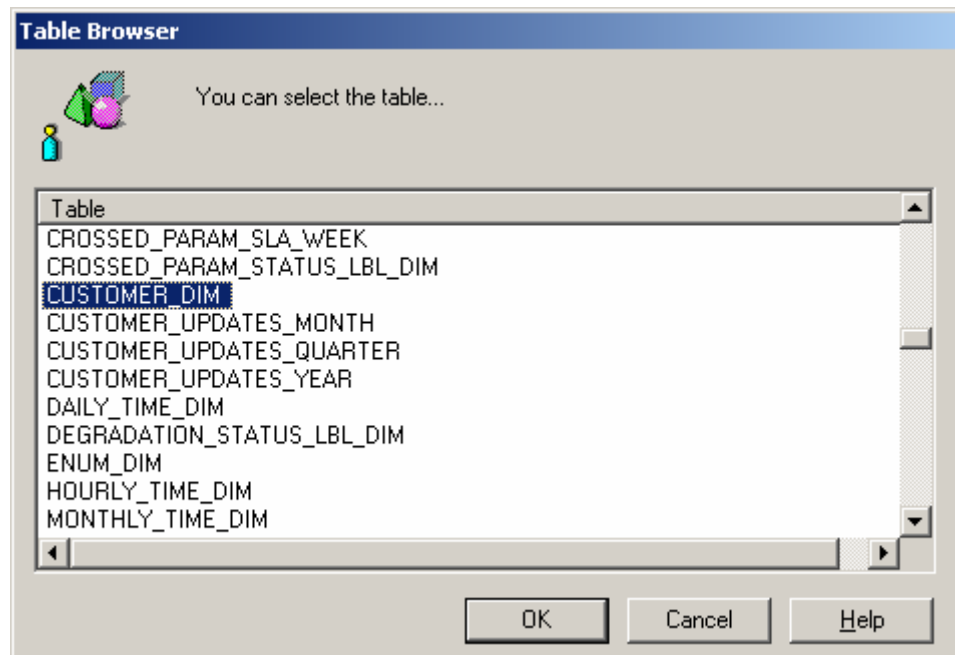 Table Browser
You can select the table...
Table
CROSSED_PARAM_SLA_WEEK
CROSSED_PARAM_STATUS_LBL_DIM
CUSTOMER_DIM
CUSTOMER_UPDATES_MONTH
CUSTOMER_UPDATES_QUARTER
CUSTOMER_UPDATES_YEAR
DAILY_TIME_DIM
DEGRADATION_STATUS_LBL_DIM
ENUM_DIM
HOURLY_TIME_DIM
MONTHLY_TIME_DIM
OK Cancel Help